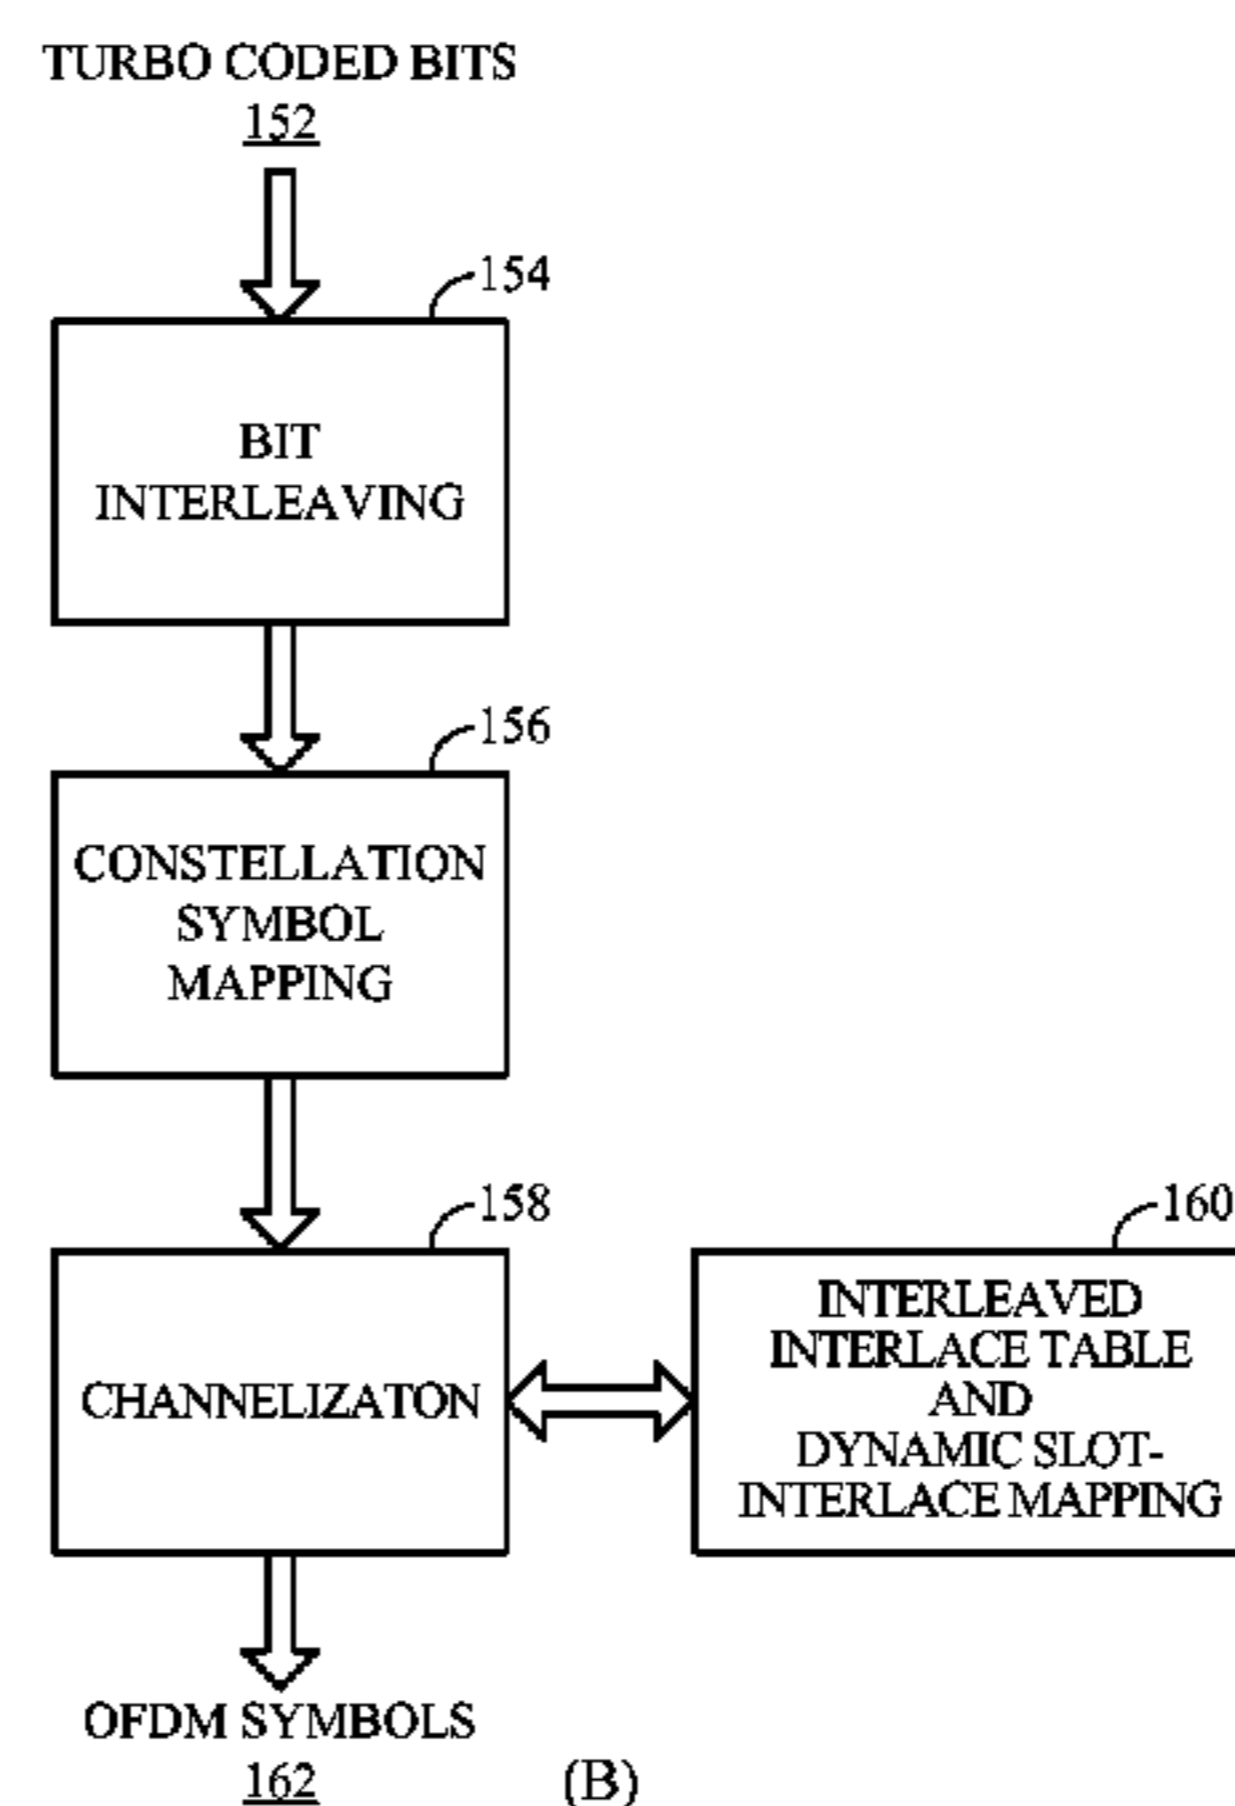 TURBO CODED BITS
152
154
BIT
INTERLEAVING
156
CONSTELLATION
SYMBOL
MAPPING
158
CHANNELIZATON
160
INTERLEAVED
INTERLACE TABLE
AND
DYNAMIC SLOT-
INTERLACE MAPPING
OFDM SYMBOLS
162
(B)